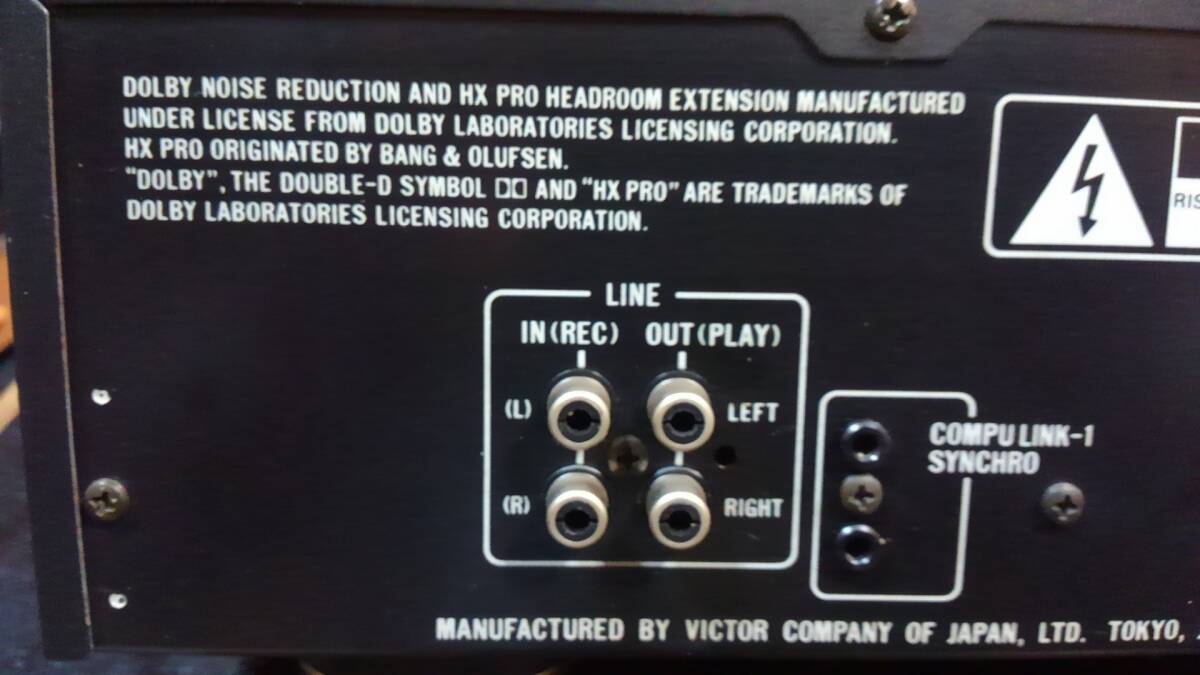 DOLBY NOISE REDUCTION AND HX PRO HEADROOM EXTENSION MANUFACTURED
UNDER LICENSE FROM DOLBY LABORATORIES LICENSING CORPORATION.
HX PRO ORIGINATED BY BANG & OLUFSEN.
"DOLBY", THE DOUBLE-D SYMBOL AND "HX PRO" ARE TRADEMARKS OF
DOLBY LABORATORIES LICENSING CORPORATION.
LINE
IN (REC) OUT (PLAY)
(L) LEFT
(R) RIGHT
COMPU LINK-1
SYNCHRO
MANUFACTURED BY VICTOR COMPANY OF JAPAN, LTD. TOKYO,